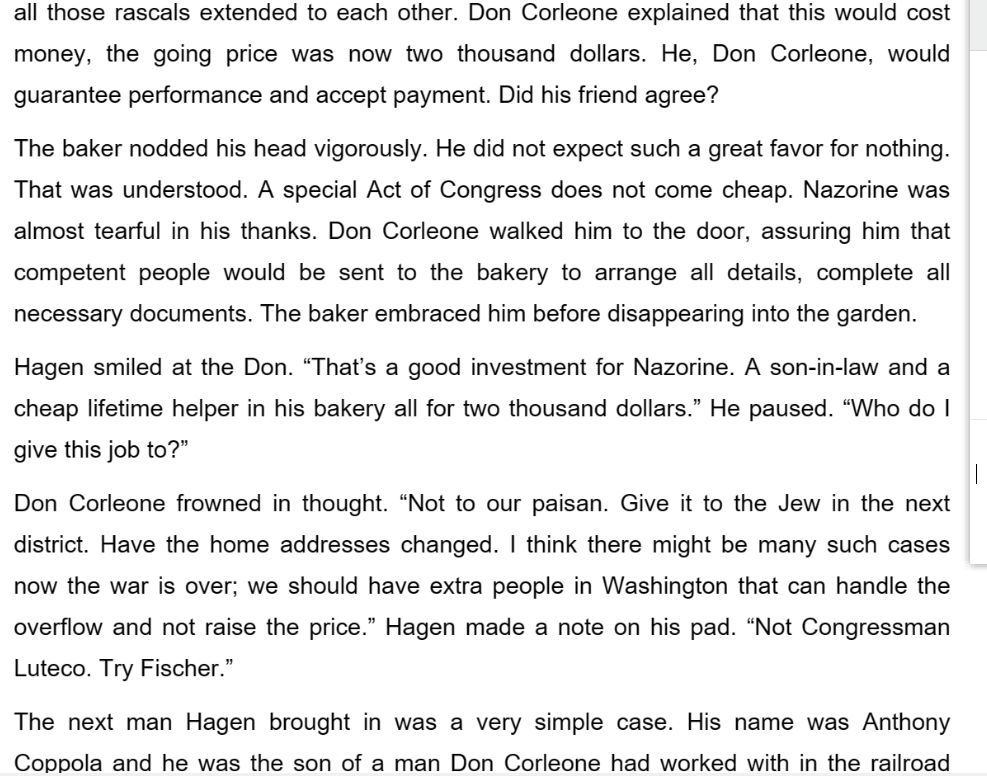 all those rascals extended to each other. Don Corleone explained that this would cost
money, the going price was now two thousand dollars. He, Don Corleone, would
guarantee performance and accept payment. Did his friend agree?
The baker nodded his head vigorously. He did not expect such a great favor for nothing.
That was understood. A special Act of Congress does not come cheap. Nazorine was
almost tearful in his thanks. Don Corleone walked him to the door, assuring him that
competent people would be sent to the bakery to arrange all details, complete all
necessary documents. The baker embraced him before disappearing into the garden.
Hagen smiled at the Don. “That’s a good investment for Nazorine. A son-in-law and a
cheap lifetime helper in his bakery all for two thousand dollars.” He paused. “Who do I
give this job to?”
Don Corleone frowned in thought. “Not to our paisan. Give it to the Jew in the next
district. Have the home addresses changed. I think there might be many such cases
now the war is over; we should have extra people in Washington that can handle the
overflow and not raise the price.” Hagen made a note on his pad. “Not Congressman
Luteco. Try Fischer.”
The next man Hagen brought in was a very simple case. His name was Anthony
Coppola and he was the son of a man Don Corleone had worked with in the railroad